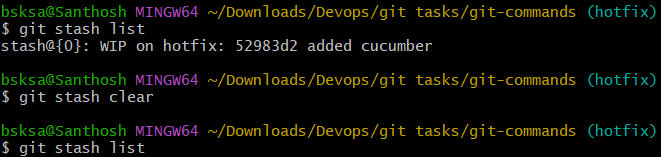 bsksa@Santhosh MINGW64 ~/Downloads/Devops/git tasks/git-commands (hotfix)
$ git stash list
stash@{0}: WIP on hotfix: 52983d2 added cucumber
bsksa@Santhosh MINGW64 ~/Downloads/Devops/git tasks/git-commands (hotfix)
$ git stash clear
bsksa@Santhosh MINGW64 ~/Downloads/Devops/git tasks/git-commands (hotfix)
$ git stash list